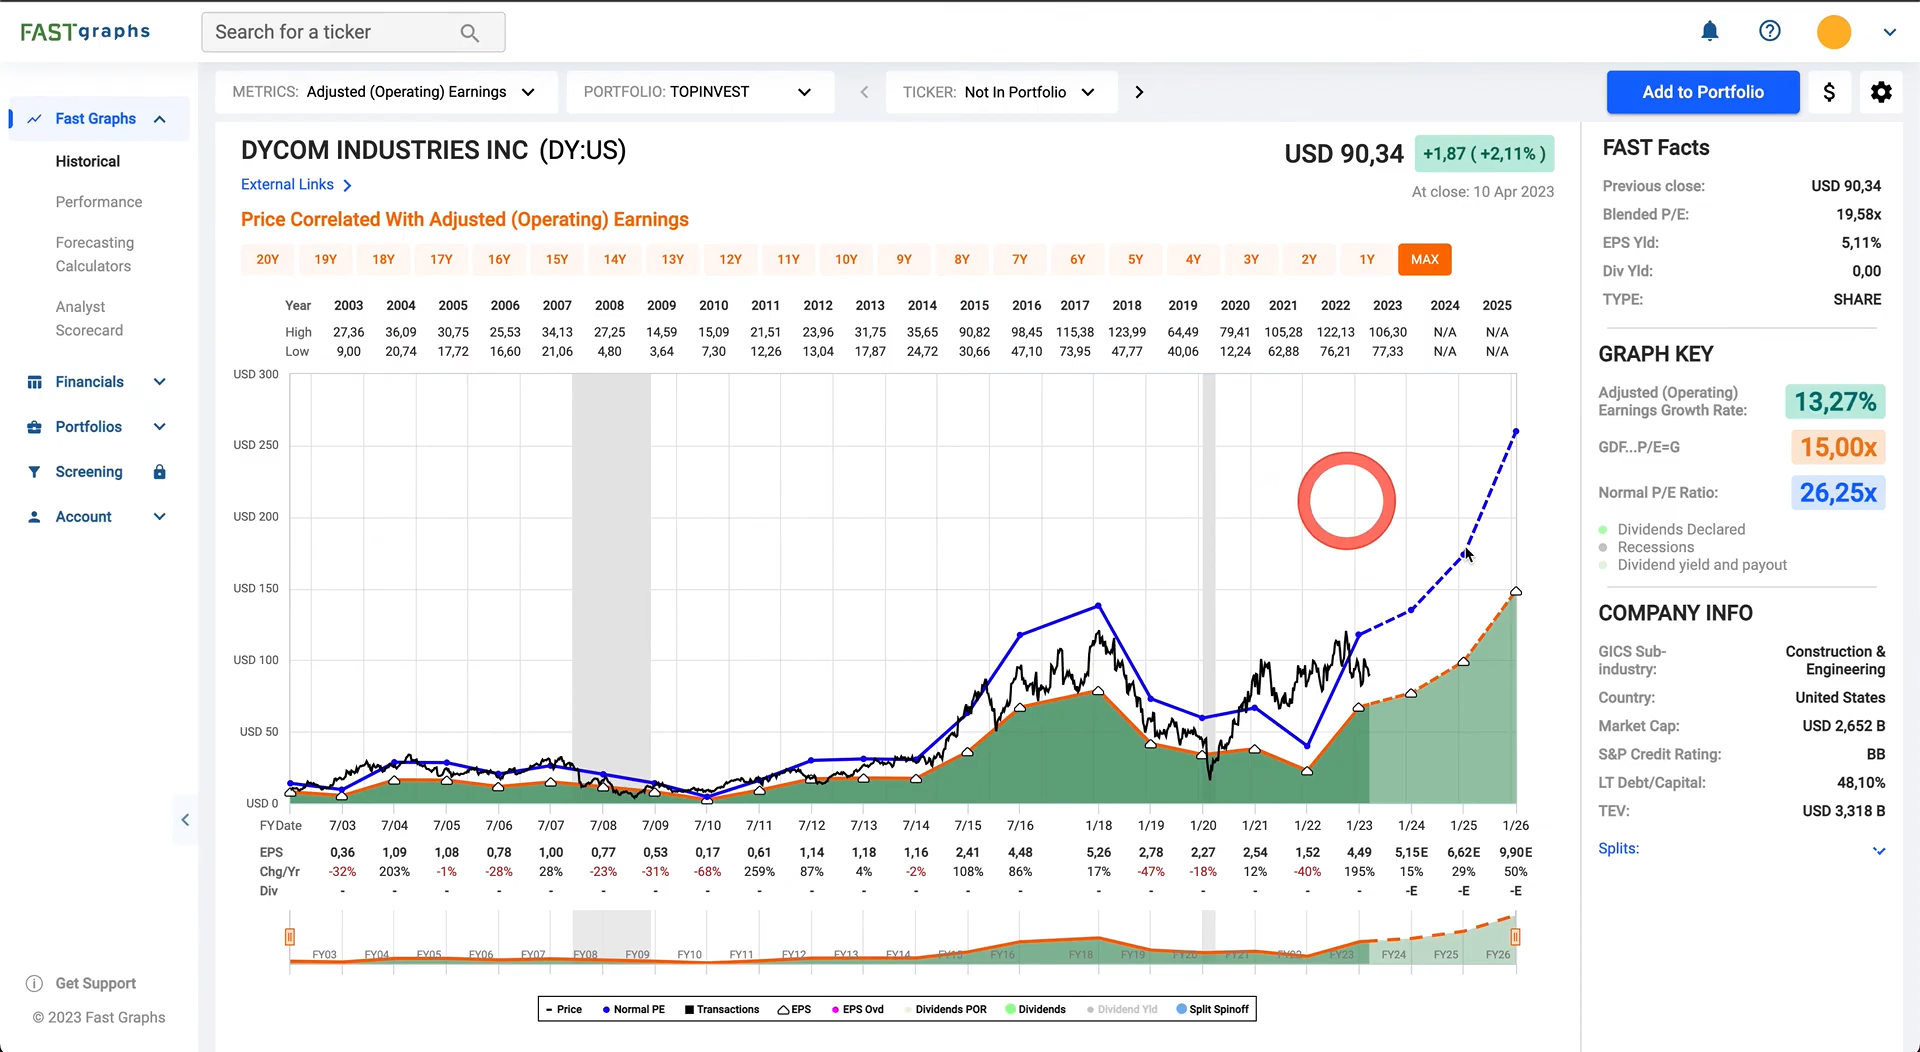 FASTgraphs
Search for a ticker
METRICS: Adjusted (Operating) Earnings
PORTFOLIO: TOPINVEST
TICKER: Not In Portfolio
Add to Portfolio
$
Fast Graphs
Historical
Performance
Forecasting
Calculators
Analyst
Scorecard
Financials
Portfolios
Screening
Account
Get Support
© 2023 Fast Graphs
DYCOM INDUSTRIES INC (DY:US)
USD 90,34 +1,87 ( +2,11% )
External Links
At close: 10 Apr 2023
Price Correlated With Adjusted (Operating) Earnings
20Y 19Y 18Y 17Y 16Y 15Y 14Y 13Y 12Y 11Y 10Y 9Y 8Y 7Y 6Y 5Y 4Y 3Y 2Y 1Y MAX
Year 2003 2004 2005 2006 2007 2008 2009 2010 2011 2012 2013 2014 2015 2016 2017 2018 2019 2020 2021 2022 2023 2024 2025
High 27,36 36,09 30,75 25,53 34,13 27,25 14,59 15,09 21,51 23,96 31,75 35,65 90,82 98,45 115,38 123,99 64,49 79,41 105,28 122,13 106,30 N/A N/A
Low 9,00 20,74 17,72 16,60 21,06 4,80 3,64 7,30 12,26 13,04 17,87 24,72 30,66 47,10 73,95 47,77 40,06 12,24 62,88 76,21 77,33 N/A N/A
USD 300
USD 250
USD 200
USD 150
USD 100
USD 50
USD 0
FYDate 7/03 7/04 7/05 7/06 7/07 7/08 7/09 7/10 7/11 7/12 7/13 7/14 7/15 7/16 1/18 1/19 1/20 1/21 1/22 1/23 1/24 1/25 1/26
EPS 0,36 1,09 1,08 0,78 1,00 0,77 0,53 0,17 0,61 1,14 1,18 1,16 2,41 4,48 5,26 2,78 2,27 2,54 1,52 4,49 5,15E 6,62E 9,90E
Chg/Yr -32% 203% -1% -28% 28% -23% -31% -68% 259% 87% 4% -2% 108% 86% 17% -47% -18% 12% -40% 195% 15% 29% 50%
Div - - - - - - - - - - - - - - - - - - - - -E -E -E
FY03 FY04 FY05 FY06 FY07 FY08 FY09 FY10 FY11 FY12 FY13 FY14 FY15 FY16 FY18 FY19 FY20 FY21 FY22 FY23 FY24 FY25 FY26
Price Normal PE Transactions EPS EPS Ovd Dividends POR Dividends Dividend Yld Split Spinoff
FAST Facts
Previous close: USD 90,34
Blended P/E: 19,58x
EPS Yld: 5,11%
Div Yld: 0,00
TYPE: SHARE
GRAPH KEY
Adjusted (Operating)
Earnings Growth Rate: 13,27%
GDF...P/E=G 15,00x
Normal P/E Ratio: 26,25x
Dividends Declared
Recessions
Dividend yield and payout
COMPANY INFO
GICS Sub-
industry:
Construction &
Engineering
Country: United States
Market Cap: USD 2,652 B
S&P Credit Rating: BB
LT Debt/Capital: 48,10%
TEV: USD 3,318 B
Splits: